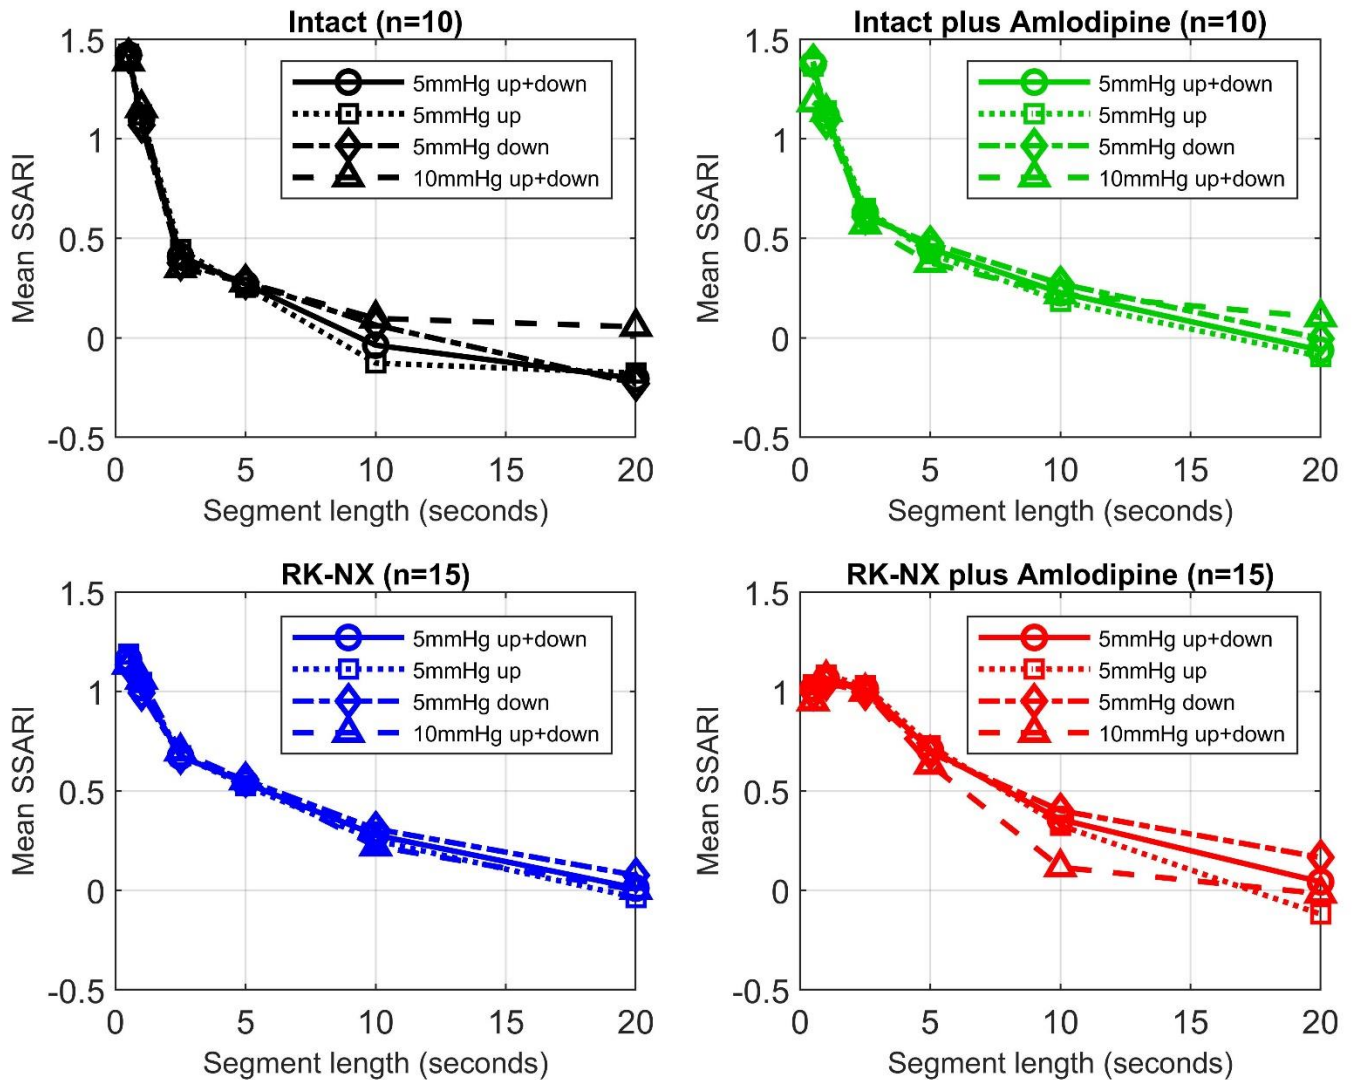 Intact (n=10)
1.5
1
0.5
0
-0.5
Mean SSARI
5mmHg up+down
5mmHg up
5mmHg down
10mmHg up+down
0 5 10 15 20
Segment length (seconds)
Intact plus Amlodipine (n=10)
1.5
1
0.5
0
-0.5
Mean SSARI
5mmHg up+down
5mmHg up
5mmHg down
10mmHg up+down
0 5 10 15 20
Segment length (seconds)
RK-NX (n=15)
1.5
1
0.5
0
-0.5
Mean SSARI
5mmHg up+down
5mmHg up
5mmHg down
10mmHg up+down
0 5 10 15 20
Segment length (seconds)
RK-NX plus Amlodipine (n=15)
1.5
1
0.5
0
-0.5
Mean SSARI
5mmHg up+down
5mmHg up
5mmHg down
10mmHg up+down
0 5 10 15 20
Segment length (seconds)